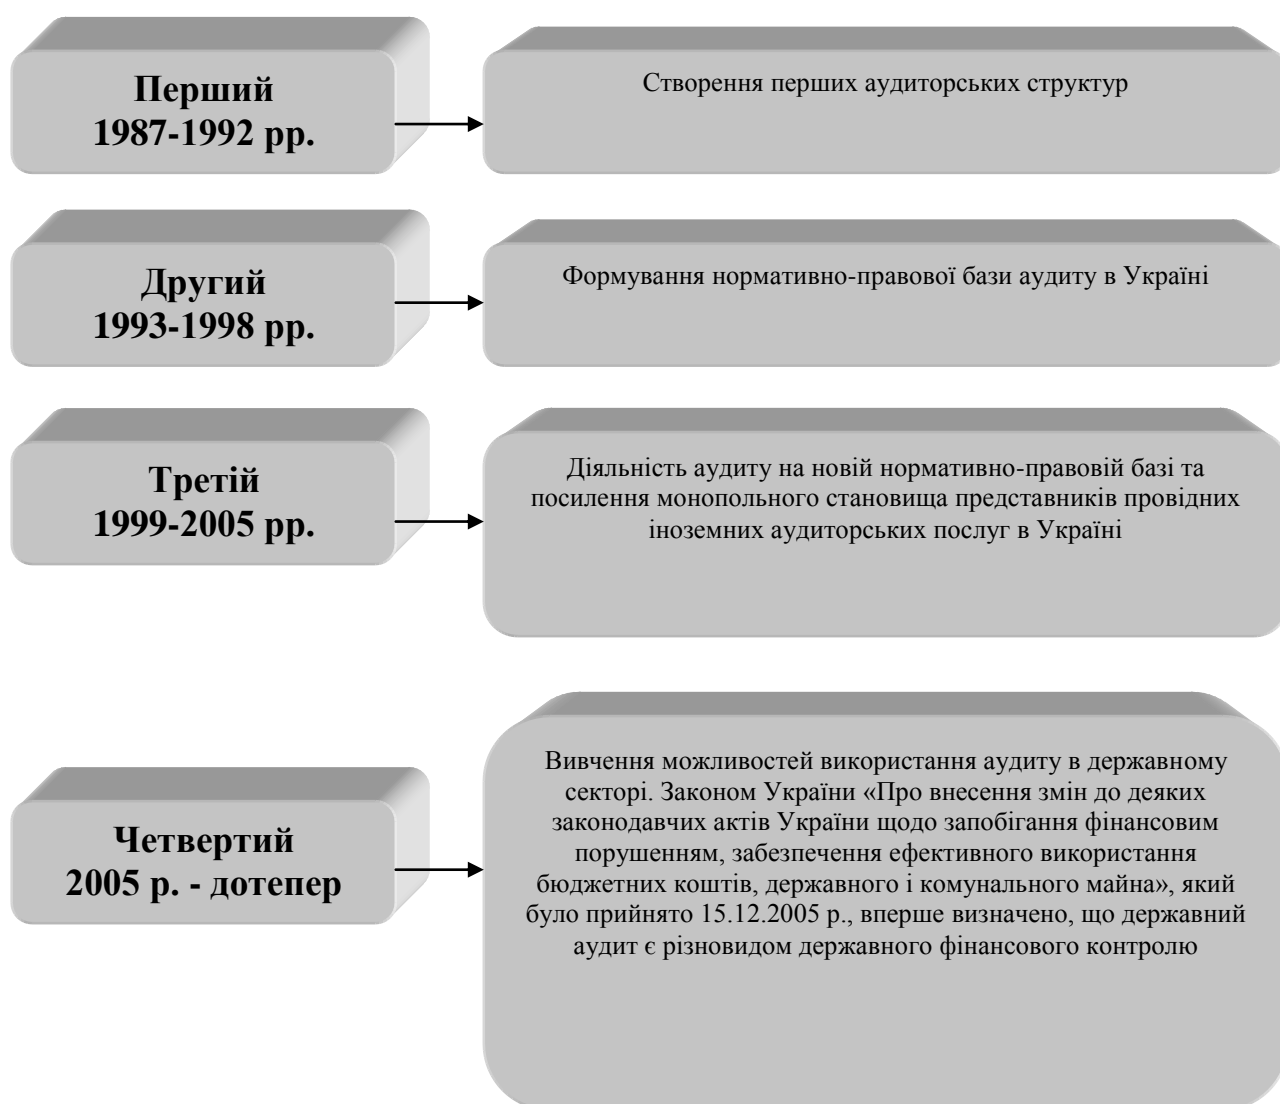 Перший
1987-1992 рр.
Створення перших аудиторських структур
Другий
1993-1998 рр.
Формування нормативно-правової бази аудиту в Україні
Третій
1999-2005 рр.
Діяльність аудиту на новій нормативно-правовій базі та
посилення монопольного становища представників провідних
іноземних аудиторських послуг в Україні
Четвертий
2005 р. - дотепер
Вивчення можливостей використання аудиту в державному
секторі. Законом України «Про внесення змін до деяких
законодавчих актів України щодо запобігання фінансовим
порушенням, забезпечення ефективного використання
бюджетних коштів, державного і комунального майна», який
було прийнято 15.12.2005 р., вперше визначено, що державний
аудит є різновидом державного фінансового контролю